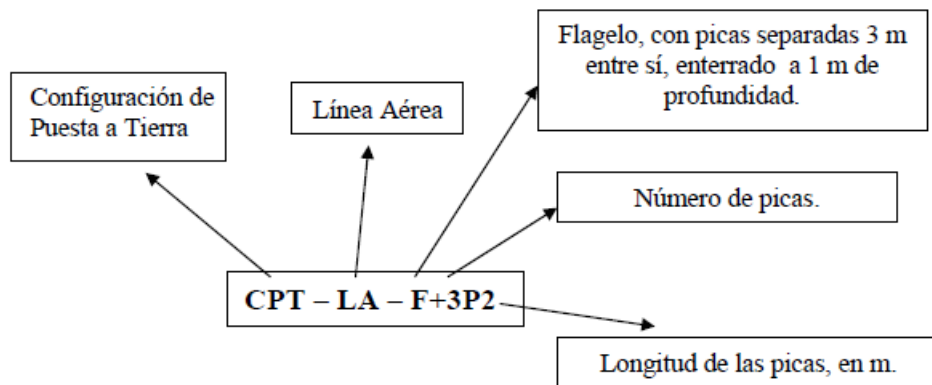 Flagelo, con picas separadas 3 m
entre sí, enterrado a 1 m de
profundidad.
Configuración de
Puesta a Tierra
Línea Aérea
Número de picas.
CPT – LA – F+3P2
Longitud de las picas, en m.